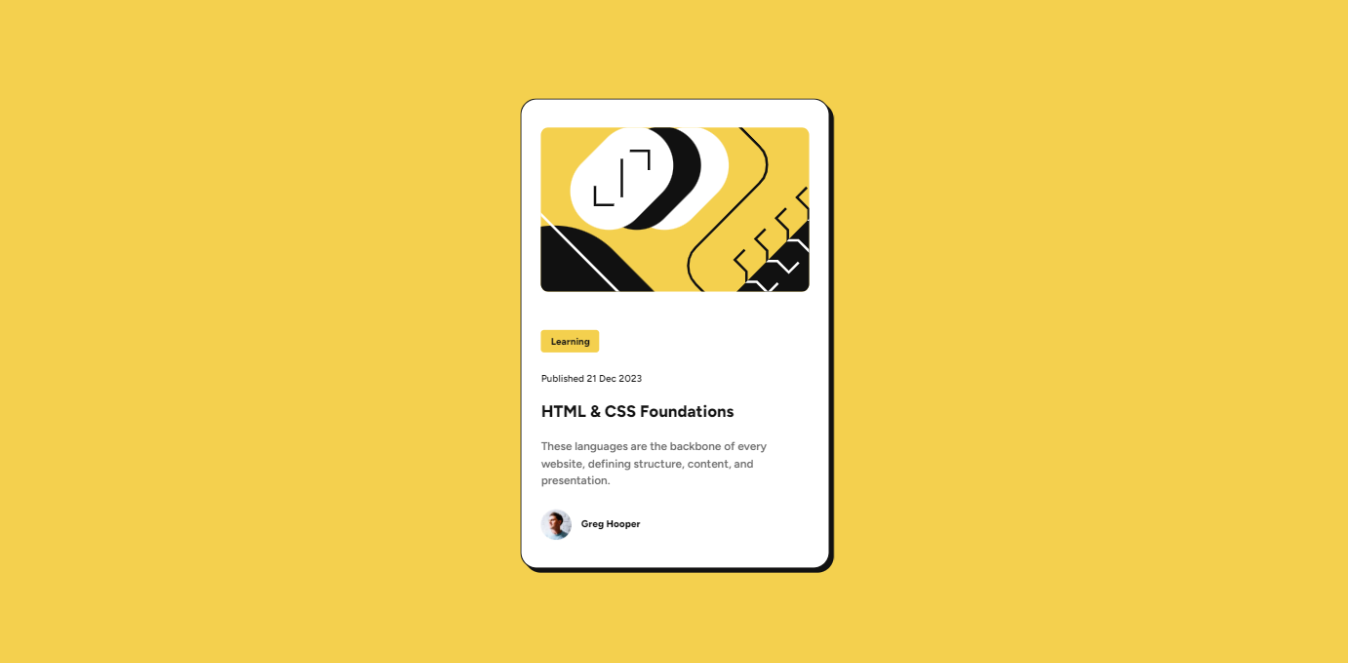 Learning
Published 21 Dec 2023
HTML & CSS Foundations
These languages are the backbone of every
website, defining structure, content, and
presentation.
Greg Hooper